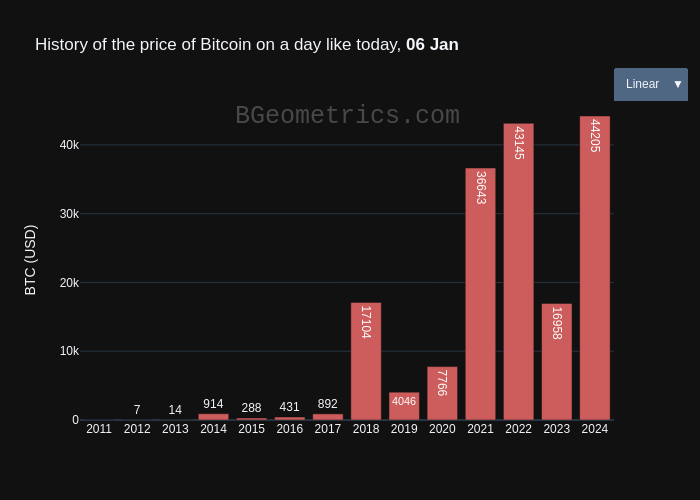 History of the price of Bitcoin on a day like today, 06 Jan
Linear ▼
BGeometrics.com
BTC (USD)
40k
30k
20k
10k
0
7
14
914
288
431
892
17104
4046
7766
36643
43145
16958
44205
2011 2012 2013 2014 2015 2016 2017 2018 2019 2020 2021 2022 2023 2024